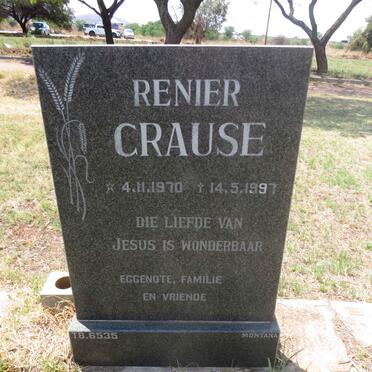 RENIER
CRAUSE
☆ 4.11.1970 † 14.5.1997
DIE LIEFDE VAN
JESUS IS WONDERBAAR
EGGENOTE, FAMILIE
EN VRIENDE
TB.6535 MONTANA